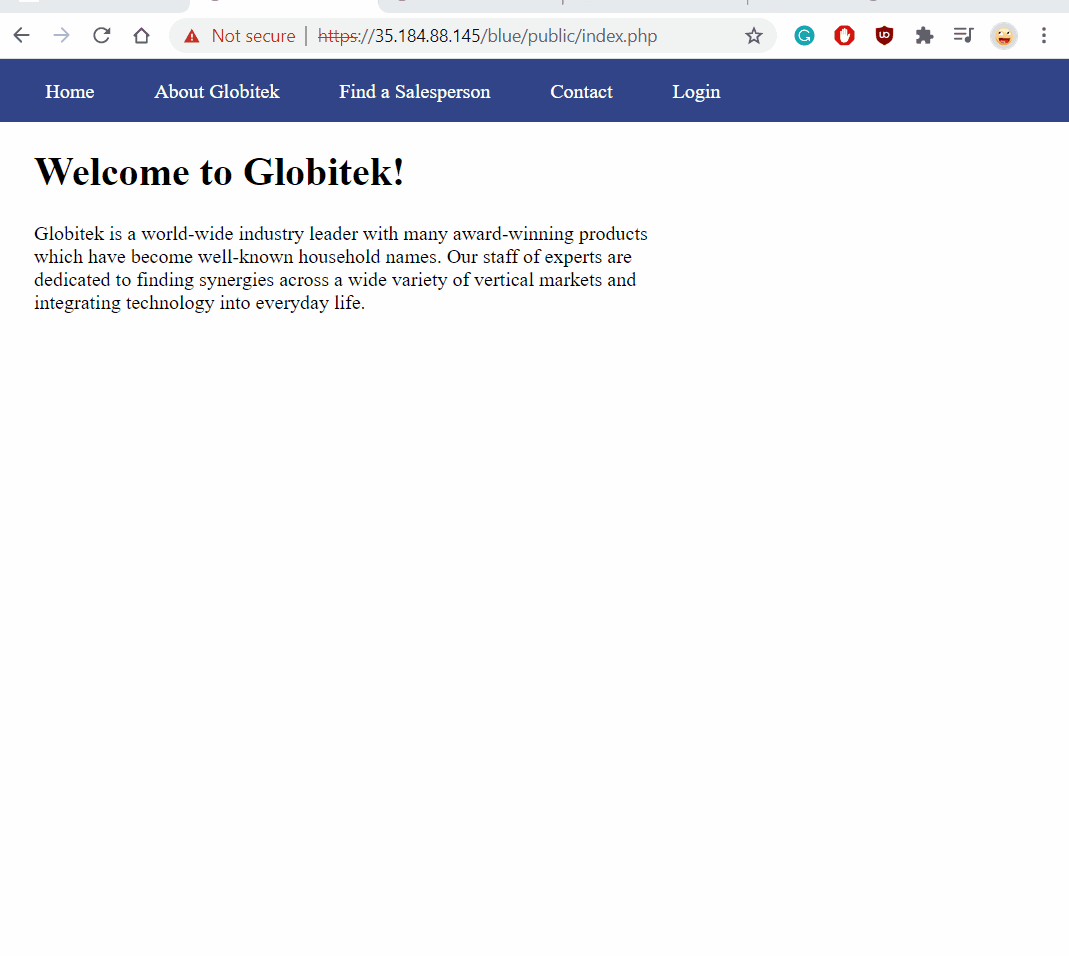 Not secure | https://35.184.88.145/blue/public/index.php
Home About Globitek Find a Salesperson Contact Login
Welcome to Globitek!
Globitek is a world-wide industry leader with many award-winning products
which have become well-known household names. Our staff of experts are
dedicated to finding synergies across a wide variety of vertical markets and
integrating technology into everyday life.